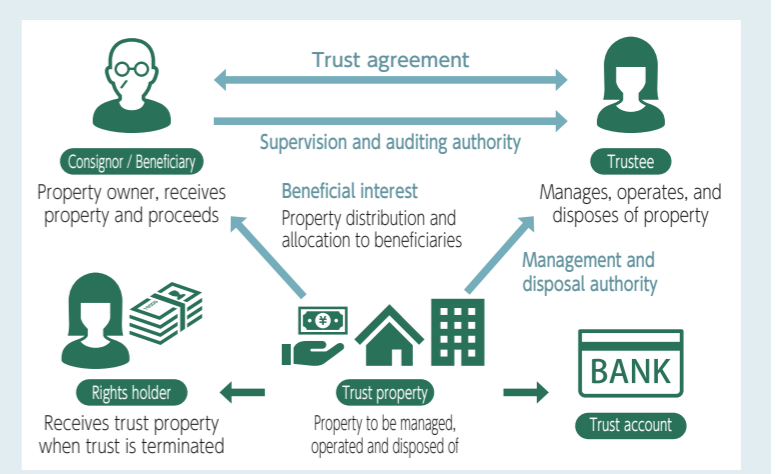 Trust agreement
Supervision and auditing authority
Consignor / Beneficiary
Property owner, receives
property and proceeds
Trustee
Manages, operates, and
disposes of property
Beneficial interest
Property distribution and
allocation to beneficiaries
Management and
disposal authority
Rights holder
Receives trust property
when trust is terminated
¥
Trust property
Property to be managed,
operated and disposed of
BANK
Trust account